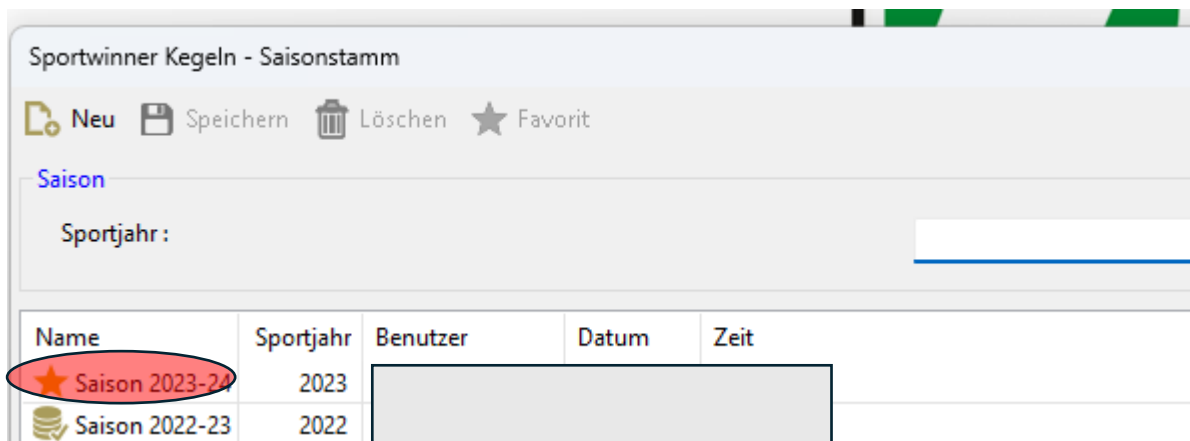 Sportwinner Kegeln - Saisonstamm
Neu Speichern Löschen Favorit
Saison
Sportjahr :
Name Sportjahr Benutzer Datum Zeit
Saison 2023-24 2023
Saison 2022-23 2022